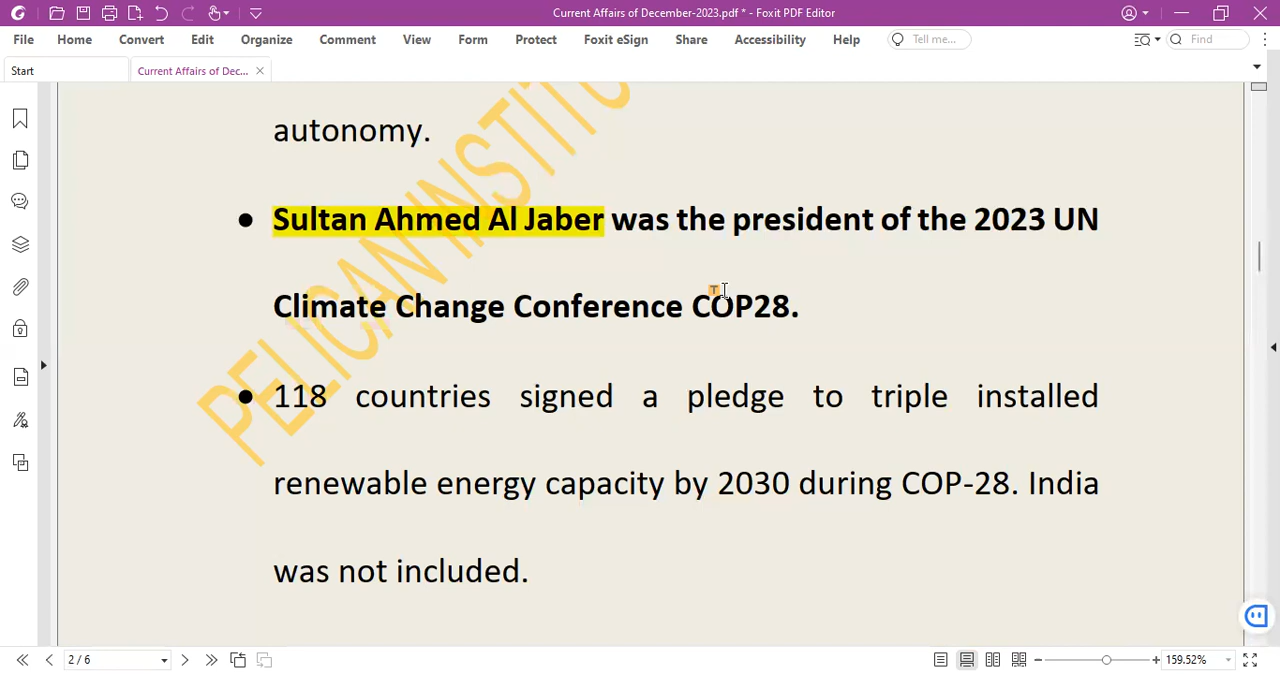 Current Affairs of December-2023.pdf * - Foxit PDF Editor
File Home Convert Edit Organize Comment View Form Protect Foxit eSign Share Accessibility Help Tell me... Find
Start Current Affairs of Dec...
autonomy.
● Sultan Ahmed Al Jaber was the president of the 2023 UN
Climate Change Conference COP28.
● 118 countries signed a pledge to triple installed
renewable energy capacity by 2030 during COP-28. India
was not included.
PELICAN INSTITU
2 / 6 159.52%